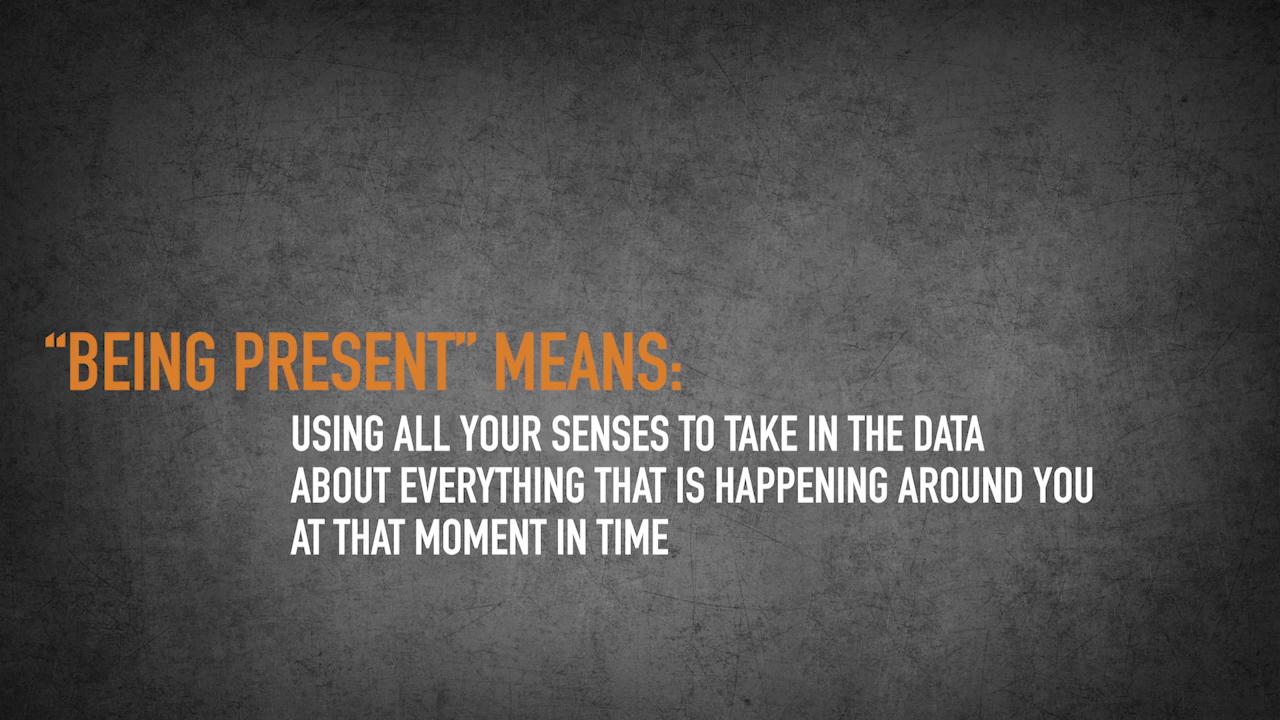 “BEING PRESENT” MEANS:
USING ALL YOUR SENSES TO TAKE IN THE DATA
ABOUT EVERYTHING THAT IS HAPPENING AROUND YOU
AT THAT MOMENT IN TIME